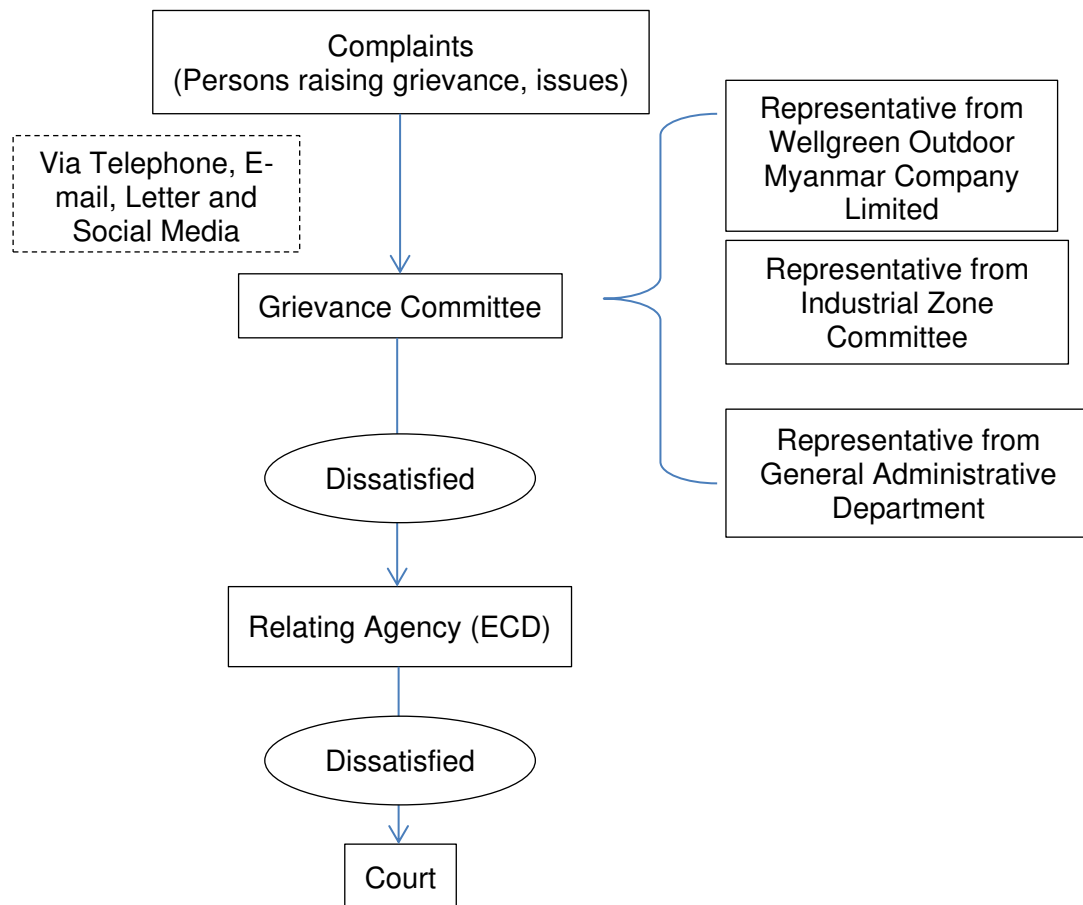 Complaints
(Persons raising grievance, issues)
Via Telephone, E-
mail, Letter and
Social Media
Representative from
Wellgreen Outdoor
Myanmar Company
Limited
Grievance Committee
Representative from
Industrial Zone
Committee
Representative from
General Administrative
Department
Dissatisfied
Relating Agency (ECD)
Dissatisfied
Court